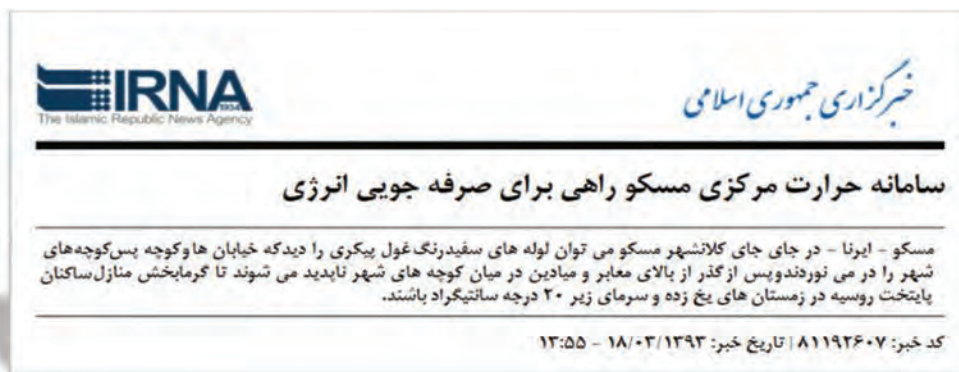 IRNA
1934
The Islamic Republic News Agency
خبرگزاری جمهوری اسلامی
سامانه حرارت مرکزی مسکو راهی برای صرفه جویی انرژی
مسکو - ایرنا - در جای جای کلانشهر مسکو می توان لوله های سفیدرنگ غول پیکری را دیدکه خیابان هاوکوچه پس‌کوچه‌های
شهر را در می نوردندوپس ازگذر از بالای معابر و میادین در میان کوچه های شهر ناپدید می شوند تا گرمابخش منازل‌ساکنان
پایتخت روسیه در زمستان های یخ زده و سرمای زیر ۲۰ درجه سانتیگراد باشند.
کد خبر: ۸۱۱۹۲۶۰۷ | تاریخ خبر: ۱۸/۰۳/۱۳۹۳ - ۱۳:۵۵